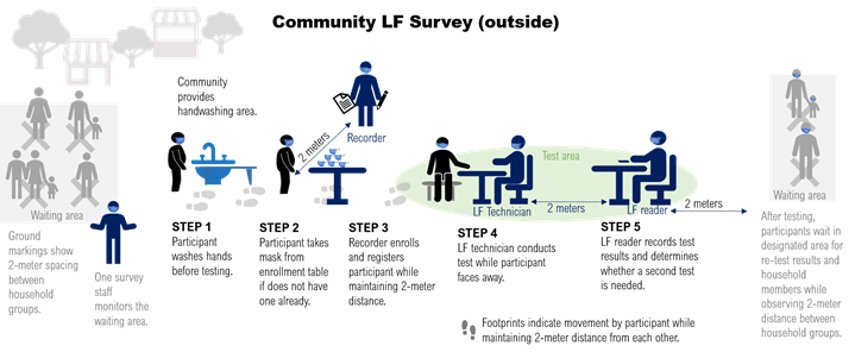 Community LF Survey (outside)
Community
provides
handwashing area.
2 meters
Recorder
Test area
Waiting area
LF Technician
2 meters
LF reader
2 meters
Waiting area
Ground
markings show
2-meter spacing
between
household
groups.
One survey
staff
monitors the
waiting area.
STEP 1
Participant
washes hands
before testing.
STEP 2
Participant takes
mask from
enrollment table
if does not have
one already.
STEP 3
Recorder enrolls
and registers
participant while
maintaining 2-meter
distance.
STEP 4
LF technician conducts
test while participant
faces away.
STEP 5
LF reader records test
results and determines
whether a second test
is needed.
After testing,
participants wait in
designated area for
re-test results and
household
members while
observing 2-meter
distance between
household groups.
Footprints indicate movement by participant while
maintaining 2-meter distance from each other.